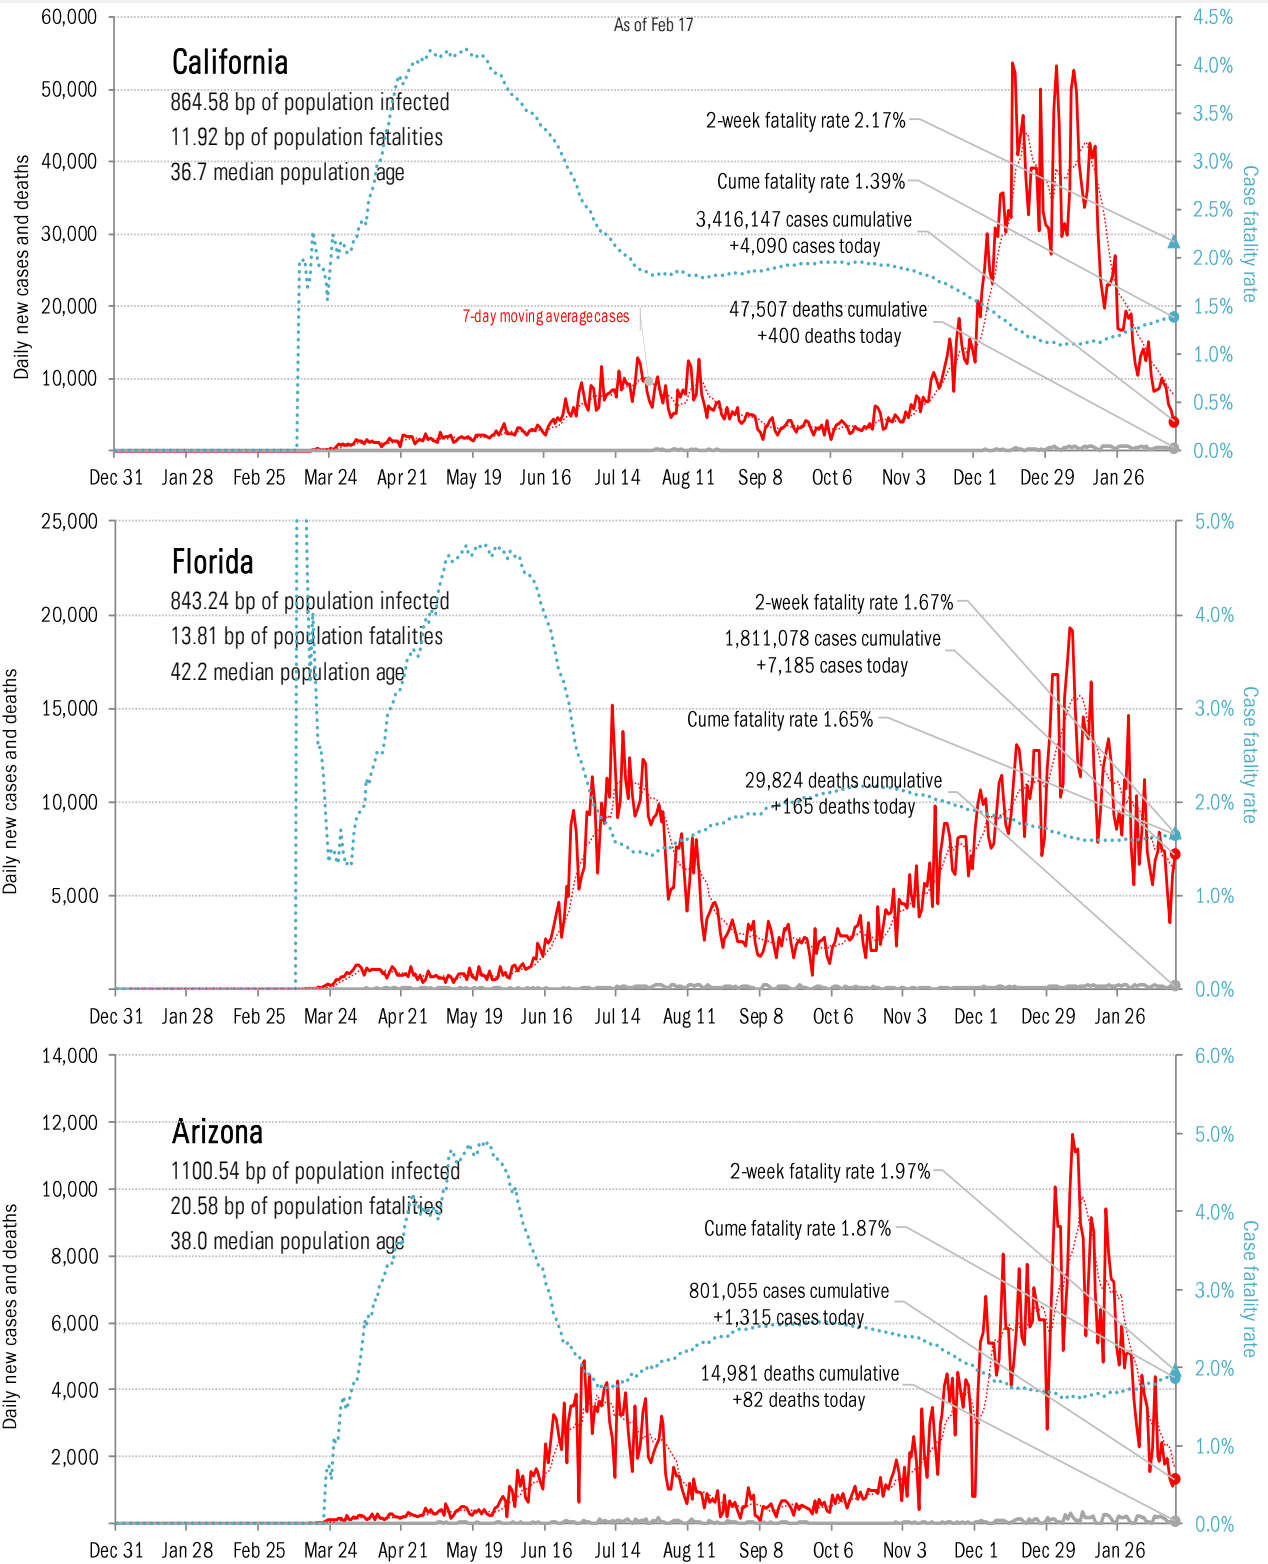 As of Feb 17
60,000
50,000
40,000
30,000
20,000
10,000
Daily new cases and deaths
California
864.58 bp of population infected
11.92 bp of population fatalities
36.7 median population age
2-week fatality rate 2.17%
Cume fatality rate 1.39%
3,416,147 cases cumulative
+4,090 cases today
47,507 deaths cumulative
+400 deaths today
7-day moving average cases
4.5%
4.0%
3.5%
3.0%
2.5%
2.0%
1.5%
1.0%
0.5%
0.0%
Case fatality rate
Dec 31 Jan 28 Feb 25 Mar 24 Apr 21 May 19 Jun 16 Jul 14 Aug 11 Sep 8 Oct 6 Nov 3 Dec 1 Dec 29 Jan 26
25,000
20,000
15,000
10,000
5,000
Daily new cases and deaths
Florida
843.24 bp of population infected
13.81 bp of population fatalities
42.2 median population age
2-week fatality rate 1.67%
1,811,078 cases cumulative
+7,185 cases today
Cume fatality rate 1.65%
29,824 deaths cumulative
+165 deaths today
5.0%
4.0%
3.0%
2.0%
1.0%
0.0%
Case fatality rate
Dec 31 Jan 28 Feb 25 Mar 24 Apr 21 May 19 Jun 16 Jul 14 Aug 11 Sep 8 Oct 6 Nov 3 Dec 1 Dec 29 Jan 26
14,000
12,000
10,000
8,000
6,000
4,000
2,000
Daily new cases and deaths
Arizona
1100.54 bp of population infected
20.58 bp of population fatalities
38.0 median population age
2-week fatality rate 1.97%
Cume fatality rate 1.87%
801,055 cases cumulative
+1,315 cases today
14,981 deaths cumulative
+82 deaths today
6.0%
5.0%
4.0%
3.0%
2.0%
1.0%
0.0%
Case fatality rate
Dec 31 Jan 28 Feb 25 Mar 24 Apr 21 May 19 Jun 16 Jul 14 Aug 11 Sep 8 Oct 6 Nov 3 Dec 1 Dec 29 Jan 26